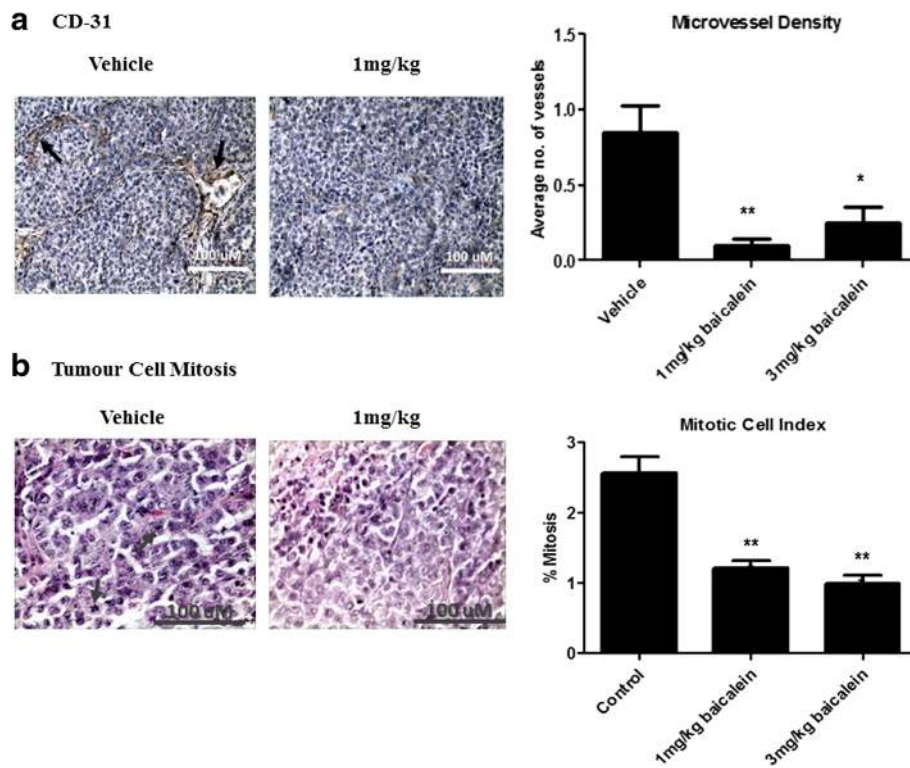 a CD-31
Vehicle
1mg/kg
100 uM
100 uM
Microvessel Density
Average no. of vessels
1.5
1.0
0.5
0.0
**
*
Vehicle
1mg/kg baicalein
3mg/kg baicalein
b Tumour Cell Mitosis
Vehicle
1mg/kg
100 uM
100 uM
Mitotic Cell Index
% Mitosis
3
2
1
0
**
**
Control
1mg/kg baicalein
3mg/kg baicalein